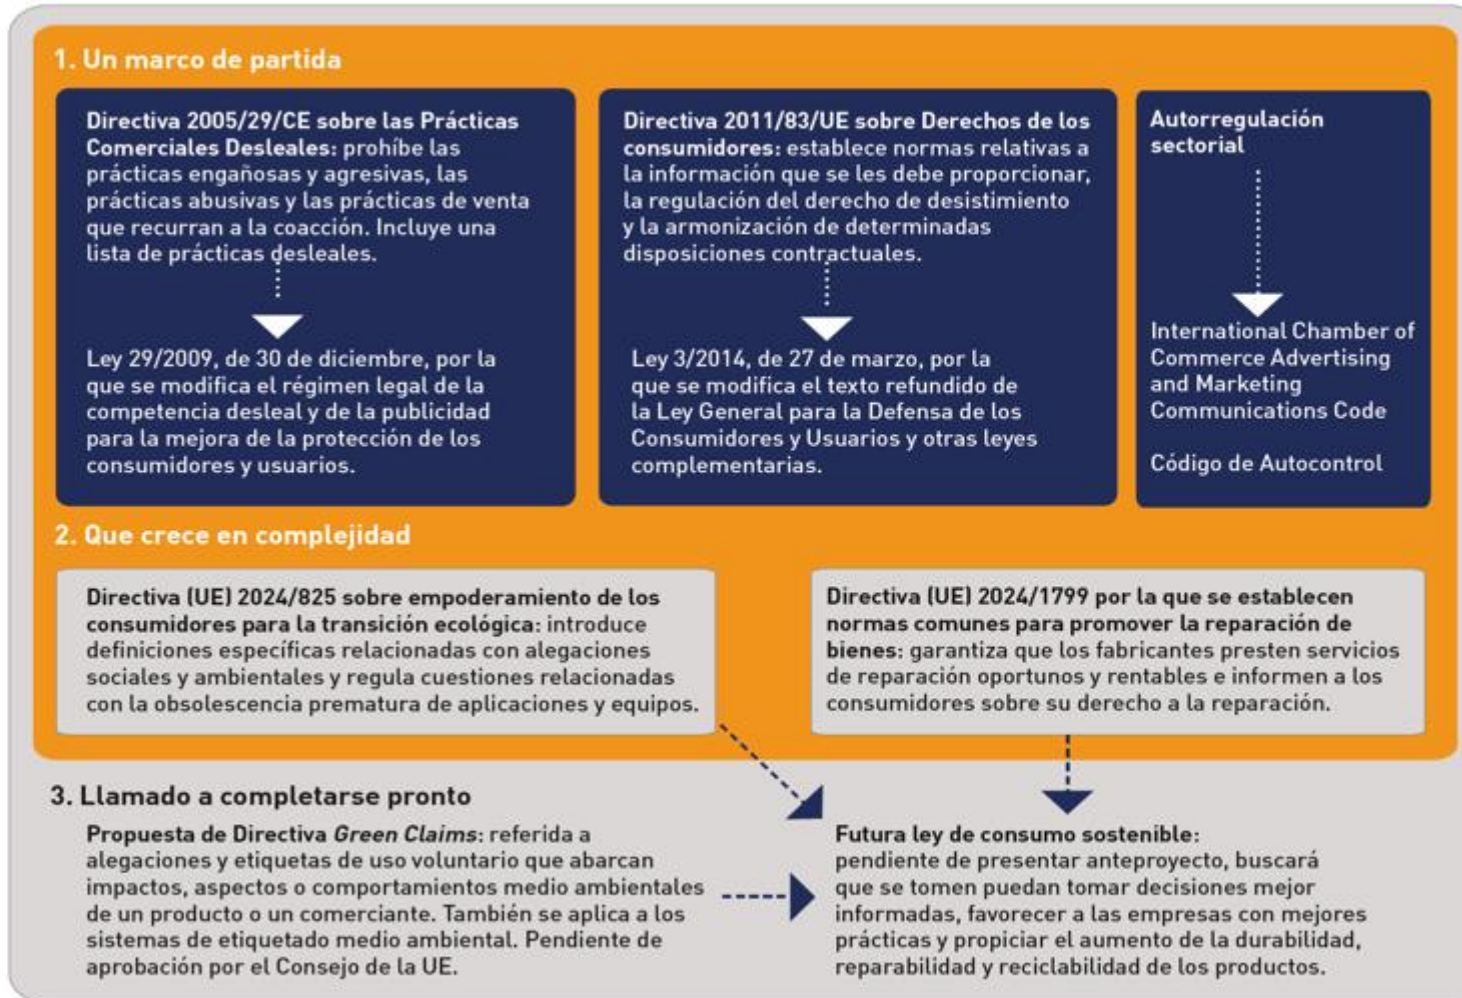 1. Un marco de partida
Directiva 2005/29/CE sobre las Prácticas
Comerciales Desleales: prohíbe las
prácticas engañosas y agresivas, las
prácticas abusivas y las prácticas de venta
que recurran a la coacción. Incluye una
lista de prácticas desleales.
Ley 29/2009, de 30 de diciembre, por la
que se modifica el régimen legal de la
competencia desleal y de la publicidad
para la mejora de la protección de los
consumidores y usuarios.
Directiva 2011/83/UE sobre Derechos de los
consumidores: establece normas relativas a
la información que se les debe proporcionar,
la regulación del derecho de desistimiento
y la armonización de determinadas
disposiciones contractuales.
Ley 3/2014, de 27 de marzo, por la
que se modifica el texto refundido de
la Ley General para la Defensa de los
Consumidores y Usuarios y otras leyes
complementarias.
Autorregulación
sectorial
International Chamber of
Commerce Advertising
and Marketing
Communications Code
Código de Autocontrol
2. Que crece en complejidad
Directiva (UE) 2024/825 sobre empoderamiento de los
consumidores para la transición ecológica: introduce
definiciones específicas relacionadas con alegaciones
sociales y ambientales y regula cuestiones relacionadas
con la obsolescencia prematura de aplicaciones y equipos.
Directiva (UE) 2024/1799 por la que se establecen
normas comunes para promover la reparación de
bienes: garantiza que los fabricantes presten servicios
de reparación oportunos y rentables e informen a los
consumidores sobre su derecho a la reparación.
3. Llamado a completarse pronto
Propuesta de Directiva Green Claims: referida a
alegaciones y etiquetas de uso voluntario que abarcan
impactos, aspectos o comportamientos medio ambientales
de un producto o un comerciante. También se aplica a los
sistemas de etiquetado medio ambiental. Pendiente de
aprobación por el Consejo de la UE.
Futura ley de consumo sostenible:
pendiente de presentar anteproyecto, buscará
que se tomen puedan tomar decisiones mejor
informadas, favorecer a las empresas con mejores
prácticas y propiciar el aumento de la durabilidad,
reparabilidad y reciclabilidad de los productos.